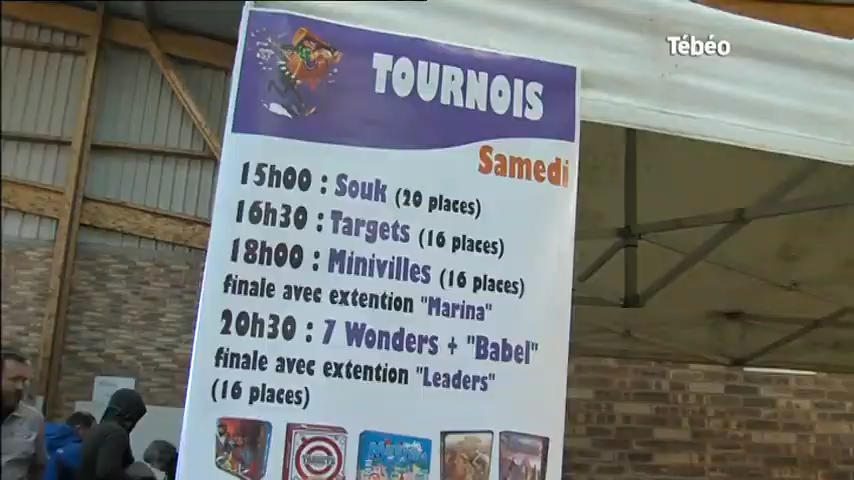 Tébéo
TOURNOIS
Samedi
15h00 : Souk (20 places)
16h30 : Targets (16 places)
18h00 : Minivilles (16 places)
finale avec extention "Marina"
20h30 : 7 Wonders + "Babel"
finale avec extention "Leaders"
(16 places)
TARGETS